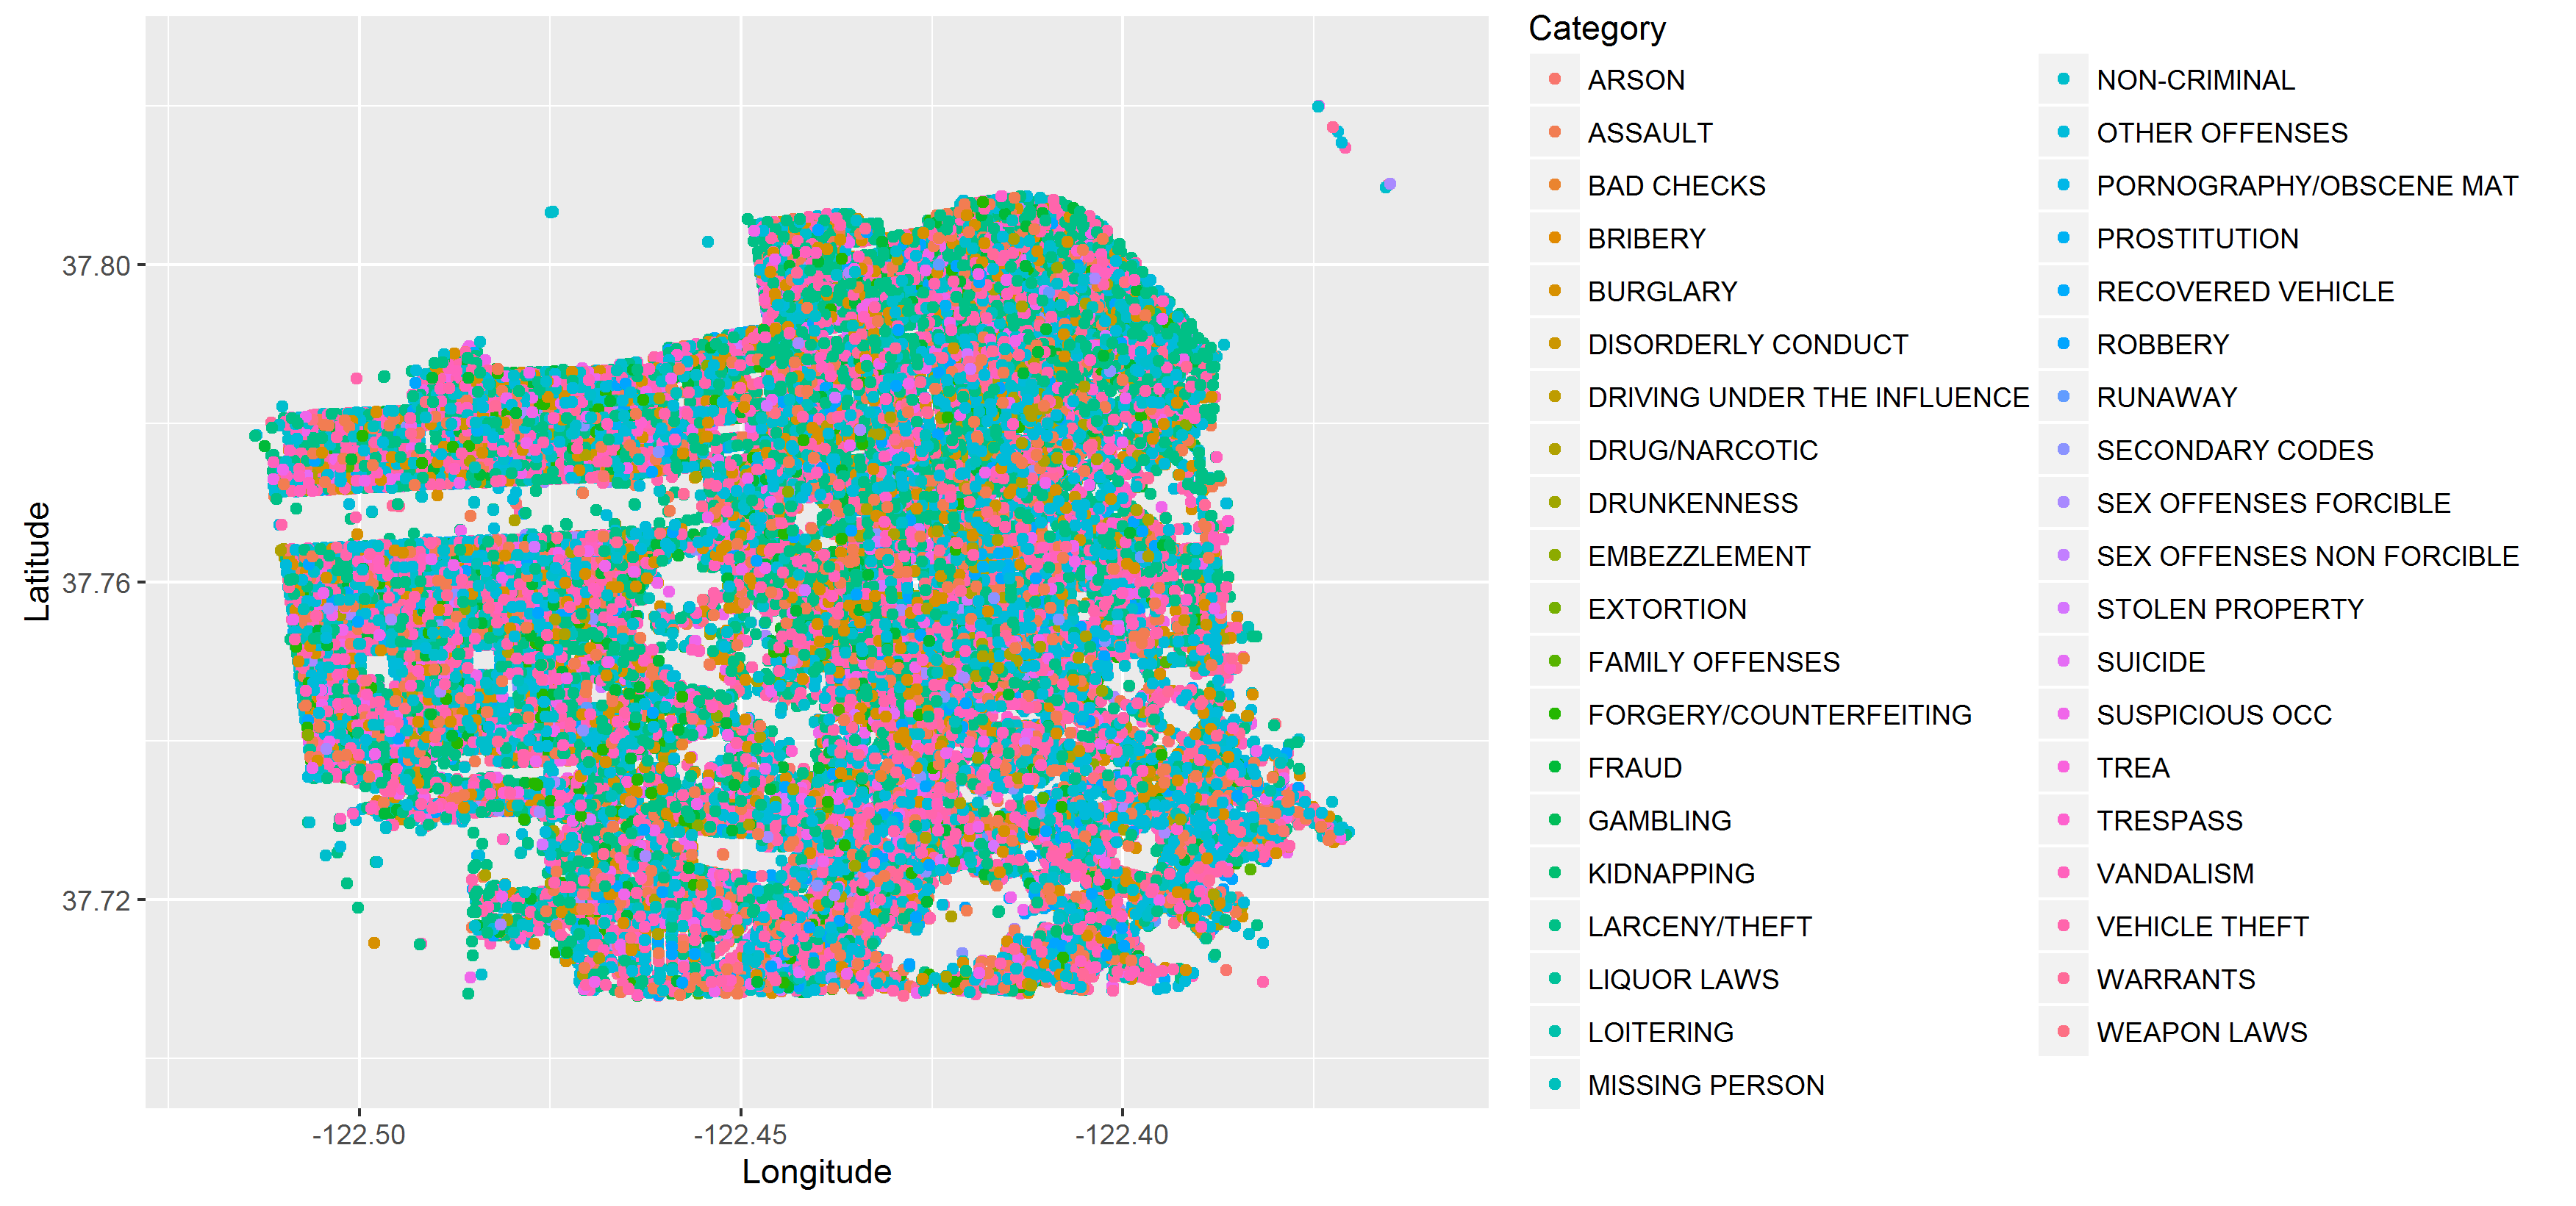 Category
ARSON
ASSAULT
BAD CHECKS
BRIBERY
BURGLARY
DISORDERLY CONDUCT
DRIVING UNDER THE INFLUENCE
DRUG/NARCOTIC
DRUNKENNESS
EMBEZZLEMENT
EXTORTION
FAMILY OFFENSES
FORGERY/COUNTERFEITING
FRAUD
GAMBLING
KIDNAPPING
LARCENY/THEFT
LIQUOR LAWS
LOITERING
MISSING PERSON
NON-CRIMINAL
OTHER OFFENSES
PORNOGRAPHY/OBSCENE MAT
PROSTITUTION
RECOVERED VEHICLE
ROBBERY
RUNAWAY
SECONDARY CODES
SEX OFFENSES FORCIBLE
SEX OFFENSES NON FORCIBLE
STOLEN PROPERTY
SUICIDE
SUSPICIOUS OCC
TREA
TRESPASS
VANDALISM
VEHICLE THEFT
WARRANTS
WEAPON LAWS
Latitude
37.80
37.76
37.72
-122.50
-122.45
-122.40
Longitude